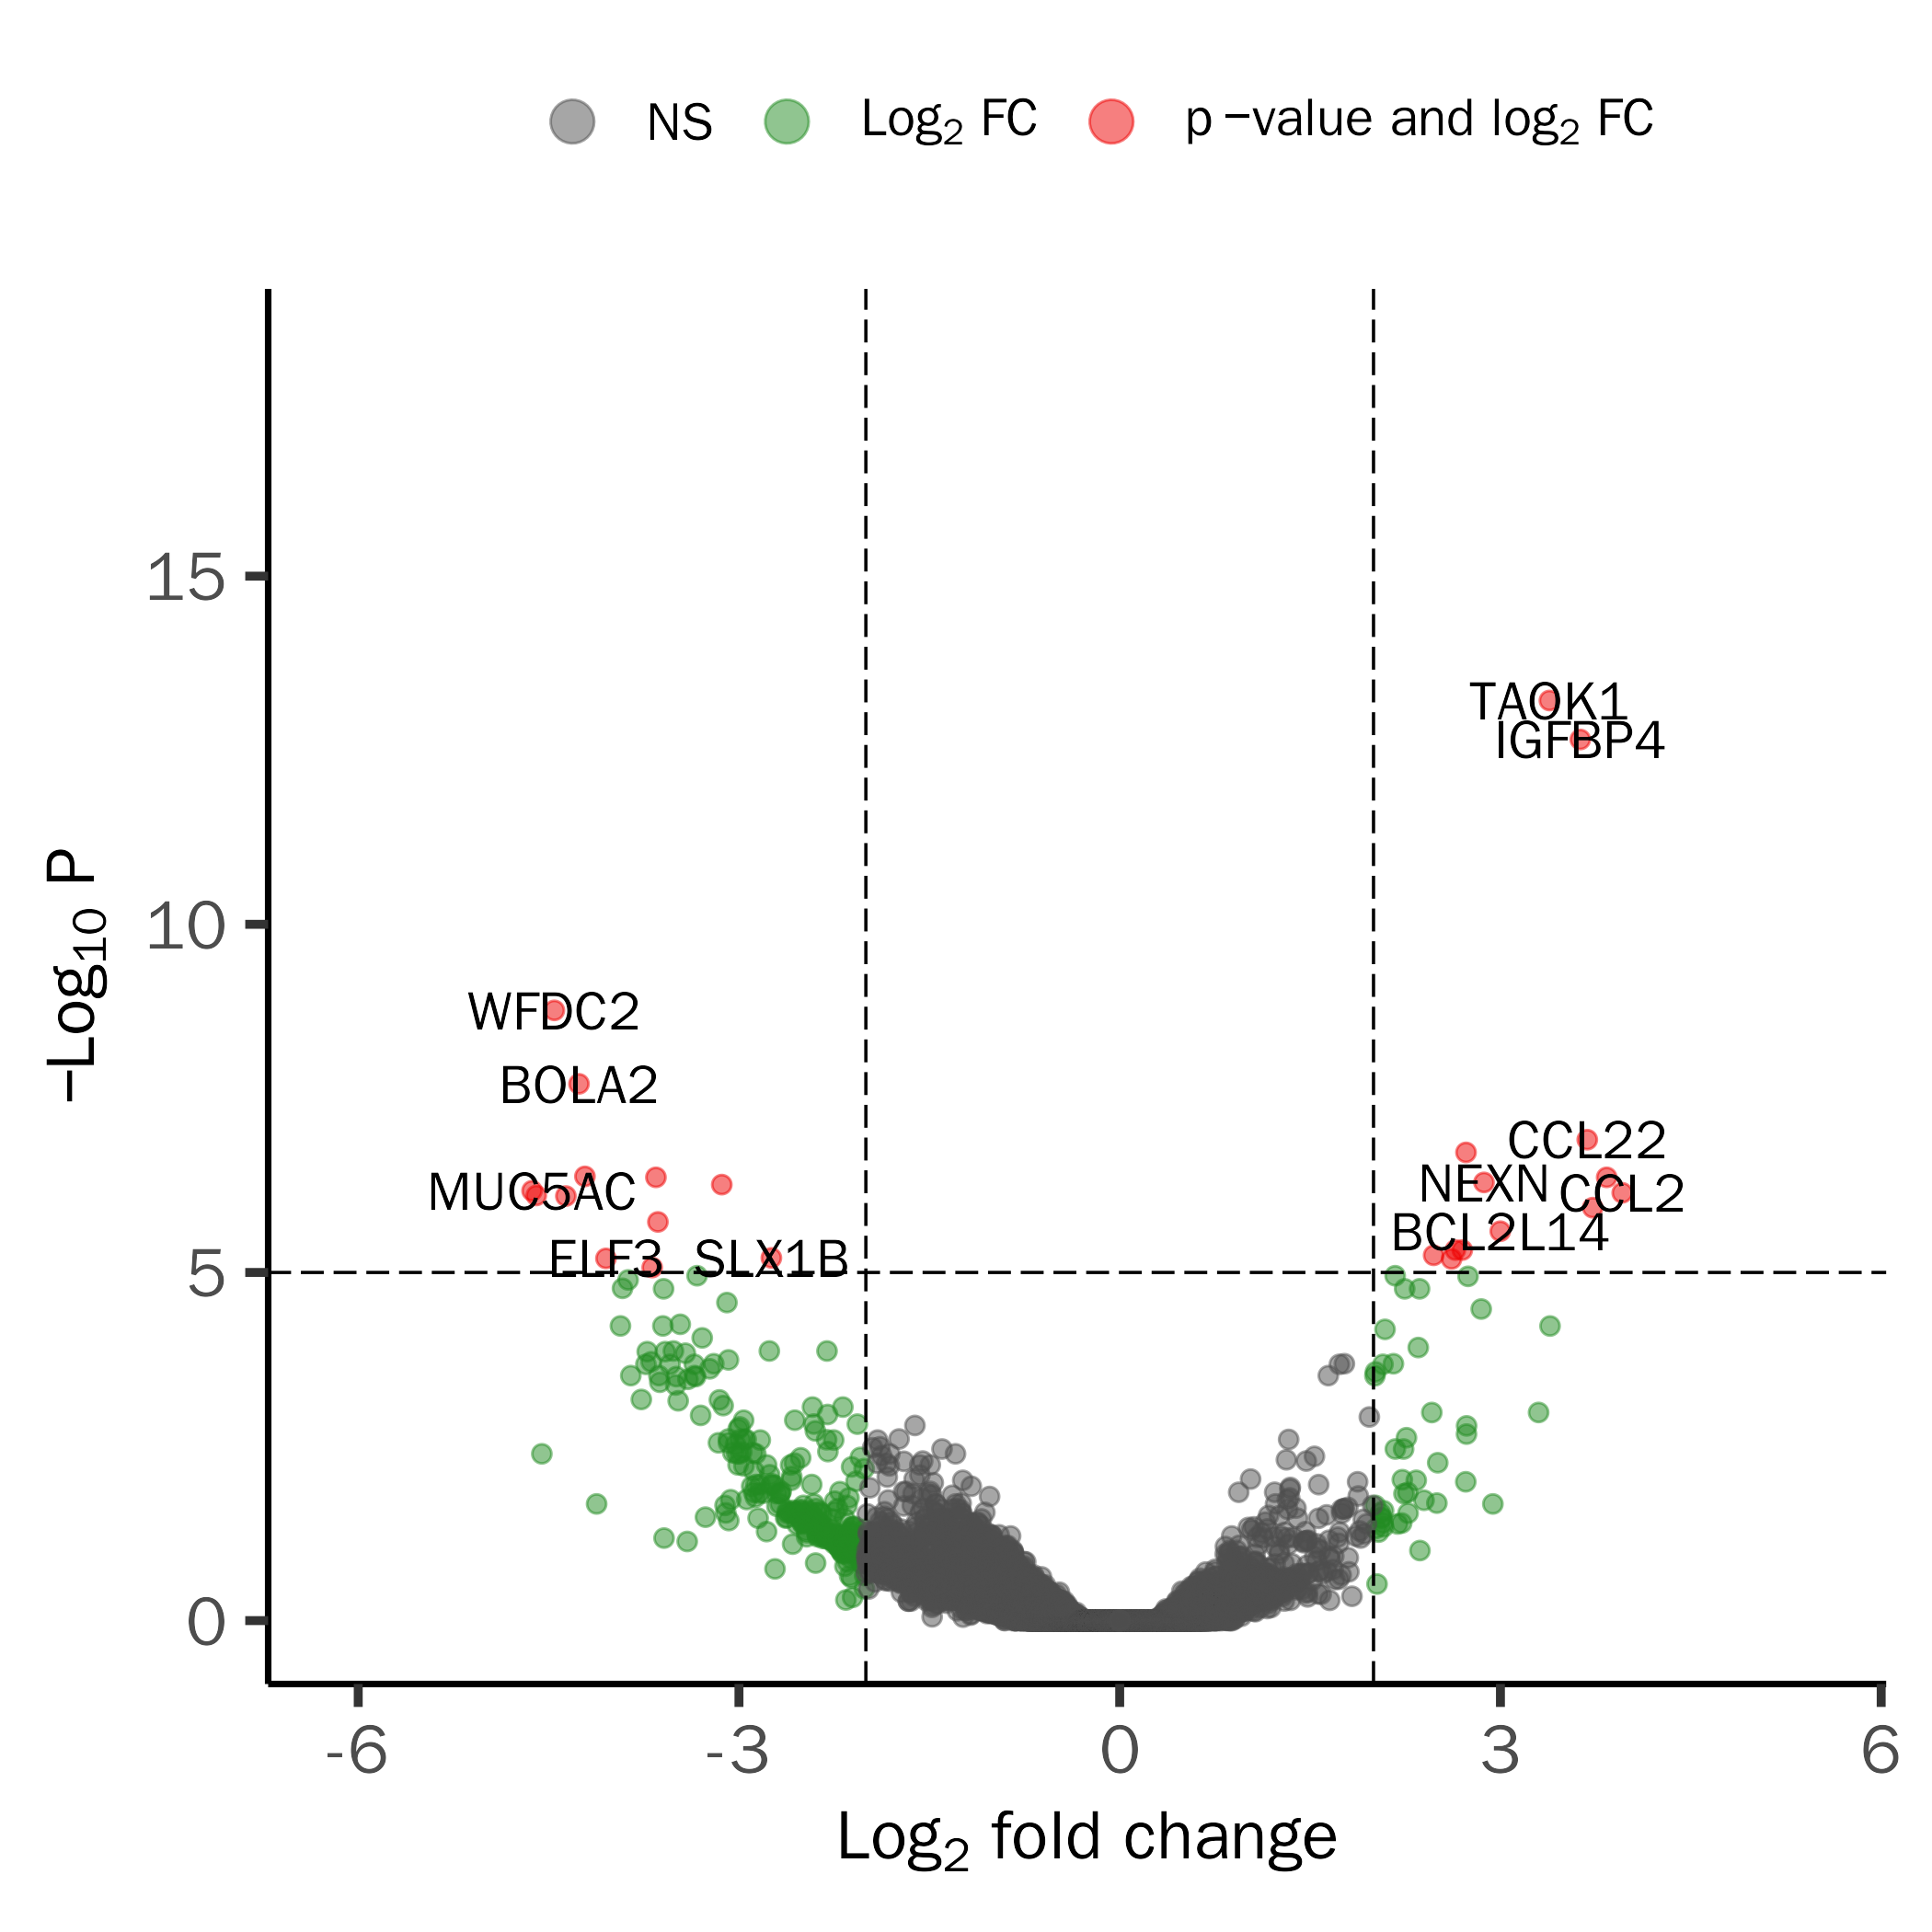 NS Log2 FC p −value and log2 FC
−Log10 P
15
10
5
0
TAOK1
IGFBP4
WFDC2
BOLA2
CCL22
MUC5AC
NEXN
CCL2
BCL2L14
ELF3 SLX1B
-6 -3 0 3 6
Log2 fold change